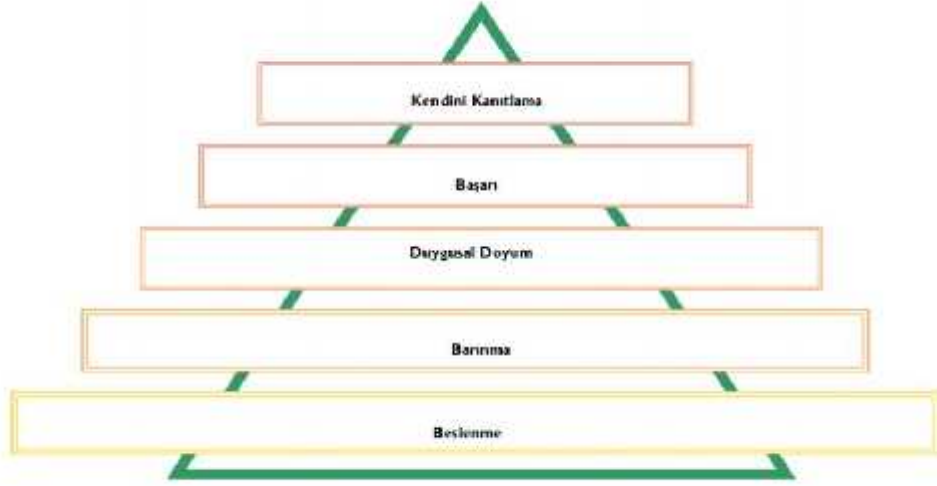 Kendini Kanıtlama
Başarı
Duygusal Doyum
Barınma
Beslenme